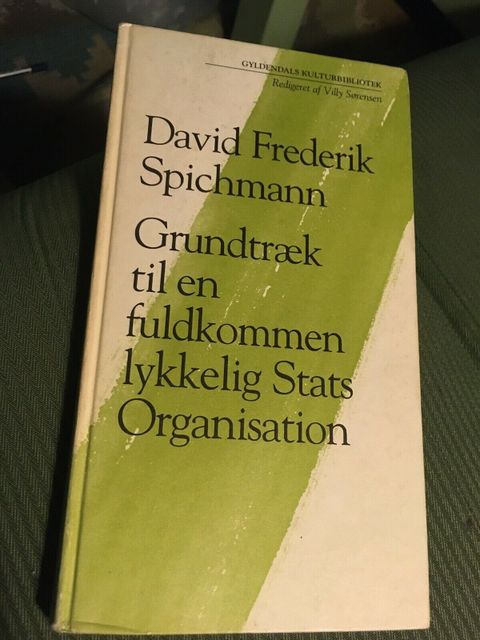 GYLDENDALS KULTURBIBLIOTEK
Redigeret af Villy Sørensen
David Frederik
Spichmann
Grundtræk
til en
fuldkommen
lykkelig Stats
Organisation